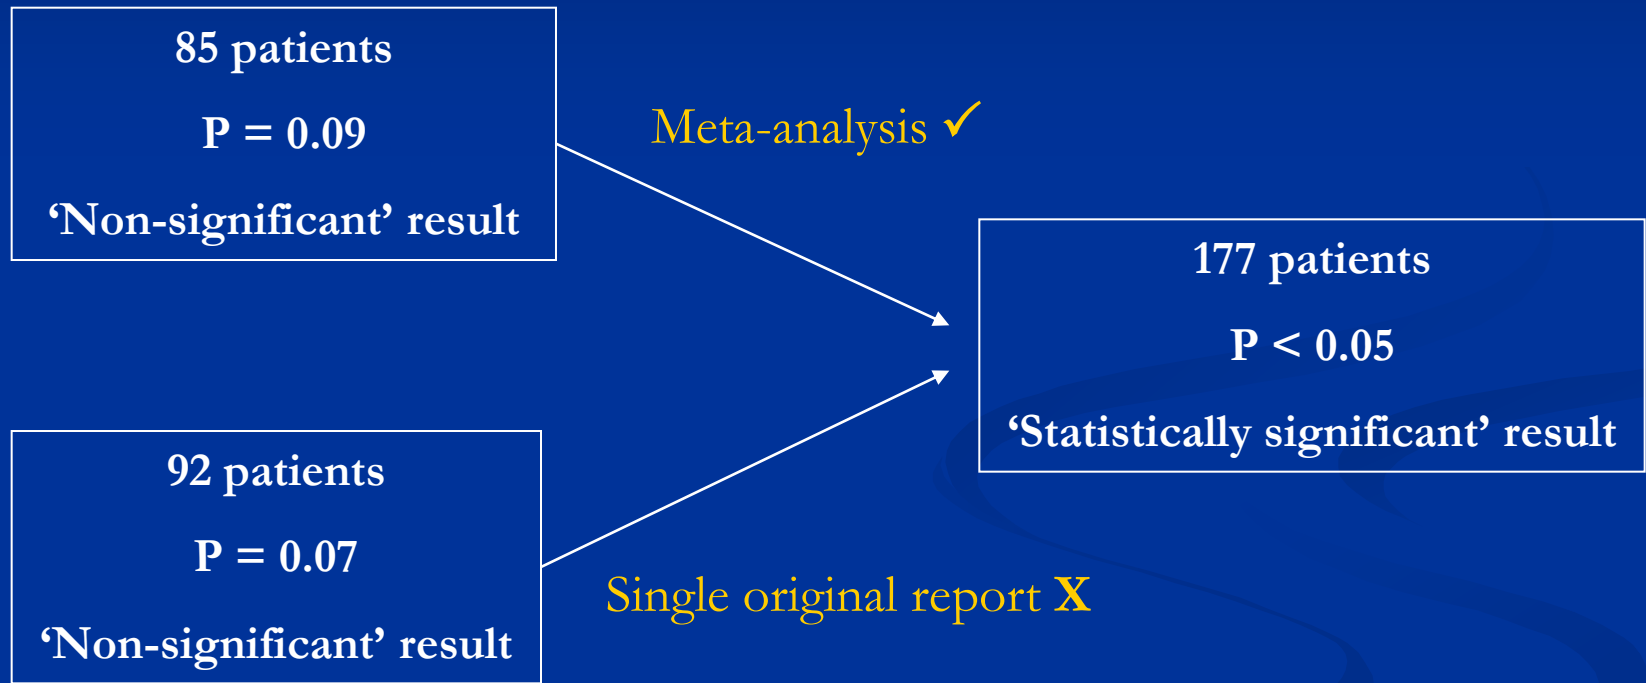 85 patients
P = 0.09
‘Non-significant’ result
Meta-analysis ✓
177 patients
P < 0.05
‘Statistically significant’ result
92 patients
P = 0.07
‘Non-significant’ result
Single original report X